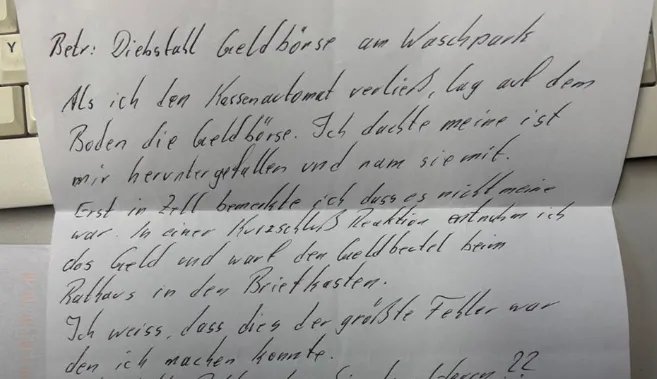 Betr: Diebstahl Geldbörse am Waschpark
Als ich den Kassenautomat verließ, lag auf dem
Boden die Geldbörse. Ich dachte meine ist
mir heruntergefallen und nam sie mit.
Erst in Zell bemerkte ich dass es nicht meine
war. In einer Kurzschluß Reaktion entnahm ich
das Geld und warf den Geldbeutel beim
Rathaus in den Briefkasten.
Ich weiss, dass dies der größte Fehler war
den ich machen konnte.
??
Y